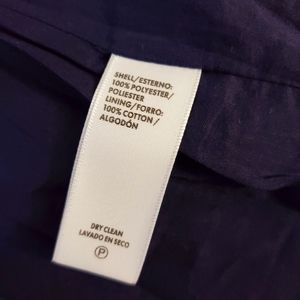 SHELL/ESTERNO:
100% POLYESTER/
POLIESTER
LINING/FORRO:
100% COTTON/
ALGODÓN
DRY CLEAN
LAVADO EN SECO
P